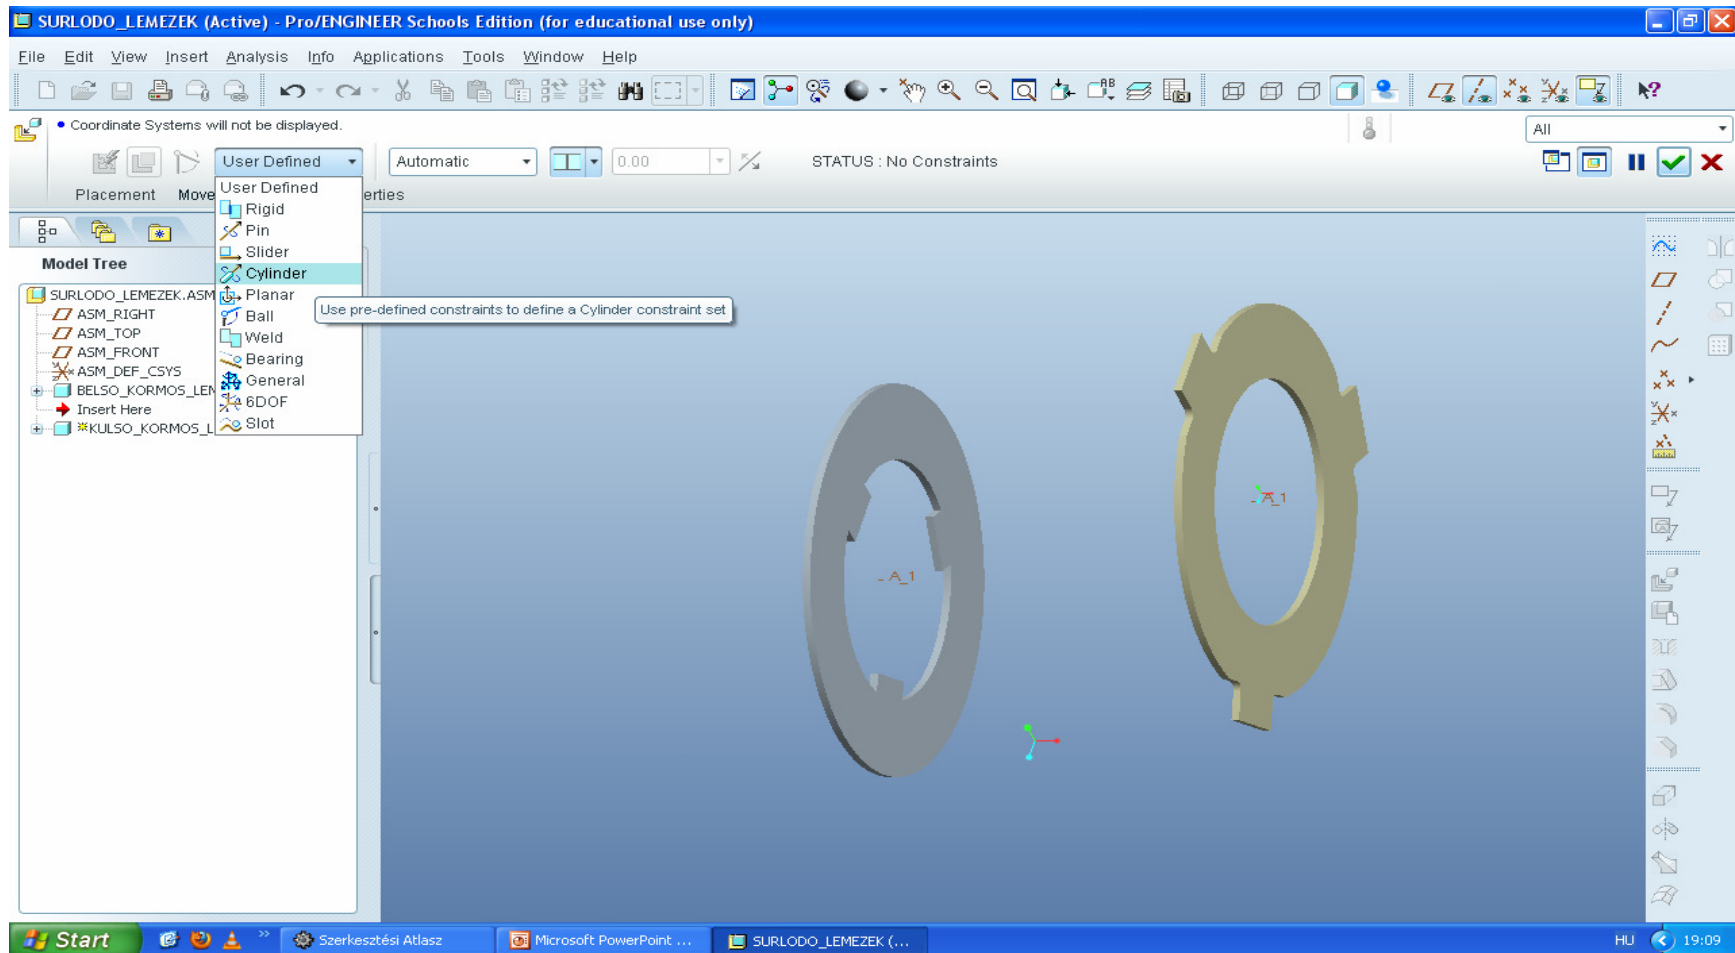 SURLODO_LEMEZEK (Active) - Pro/ENGINEER Schools Edition (for educational use only)
File Edit View Insert Analysis Info Applications Tools Window Help
• Coordinate Systems will not be displayed.
All
User Defined
Automatic
0.00
STATUS : No Constraints
Placement Move erties
User Defined
Rigid
Pin
Slider
Cylinder
Planar
Ball
Weld
Bearing
General
6DOF
Slot
Use pre-defined constraints to define a Cylinder constraint set
Model Tree
SURLODO_LEMEZEK.ASM
ASM_RIGHT
ASM_TOP
ASM_FRONT
ASM_DEF_CSYS
BELSO_KORMOS_LEM
Insert Here
KULSO_KORMOS_L
A_1
A_1
Start
Szerkesztési Atlasz
Microsoft PowerPoint ...
SURLODO_LEMEZEK (...
HU
19:09